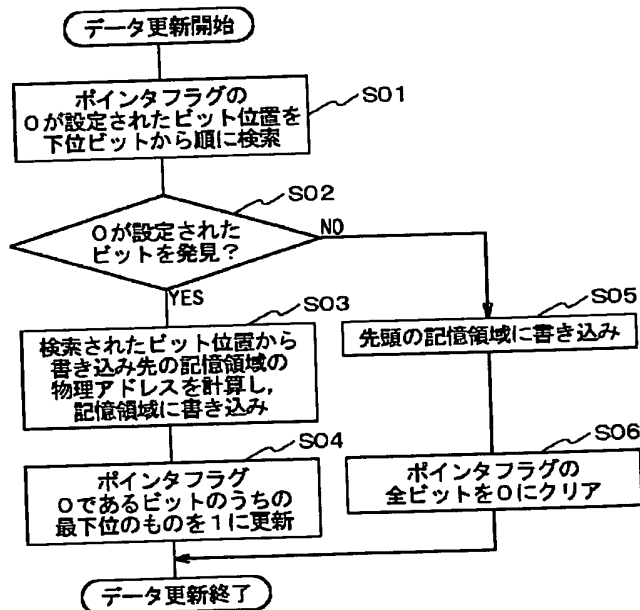 データ更新開始
ポインタフラグの
0が設定されたビット位置を
下位ビットから順に検索
S01
S02
0が設定された
ビットを発見？
NO
YES
S03
検索されたビット位置から
書き込み先の記憶領域の
物理アドレスを計算し，
記憶領域に書き込み
S05
先頭の記憶領域に書き込み
S04
ポインタフラグ
0であるビットのうちの
最下位のものを1に更新
S06
ポインタフラグの
全ビットを0にクリア
データ更新終了